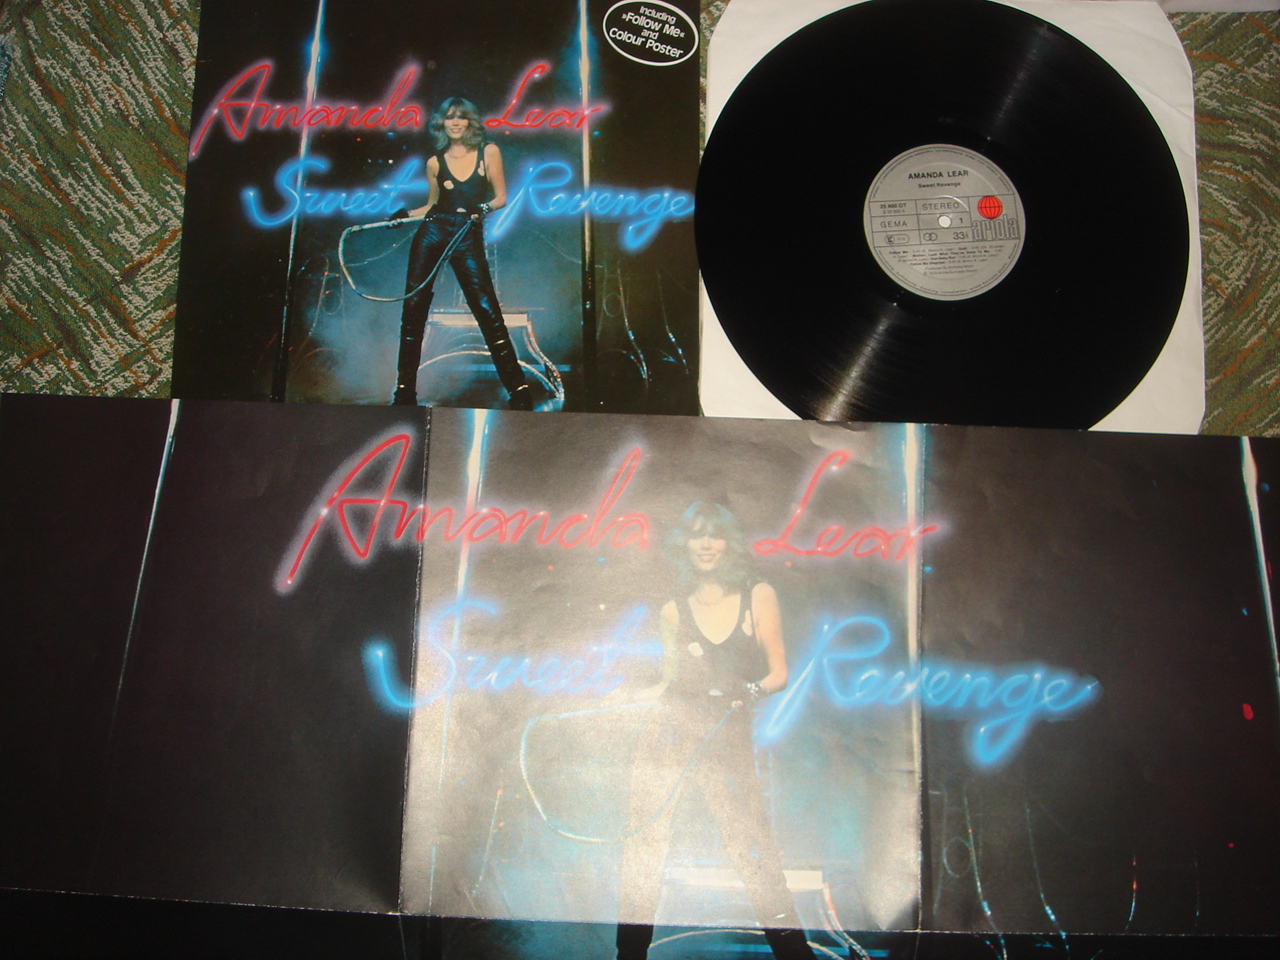 including
»Follow Me«
and
Colour Poster
Amanda Lear
Sweet Revenge
AMANDA LEAR
Sweet Revenge
STEREO
GEMA
1
33
ariola
Amanda Lear
Sweet Revenge